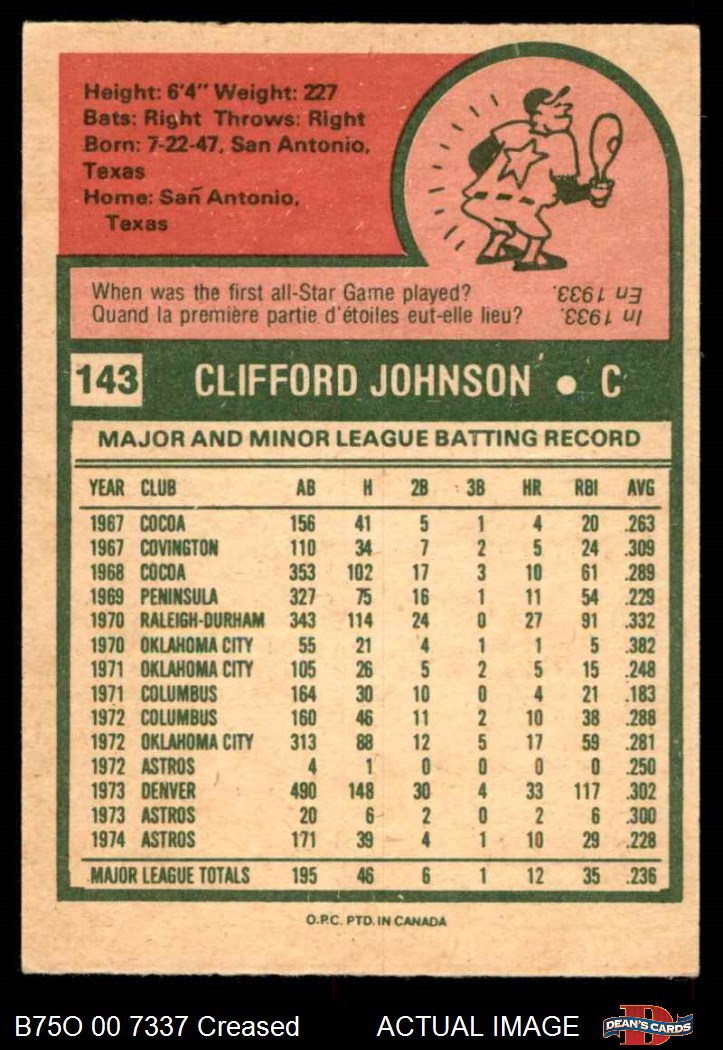 Height: 6'4" Weight: 227
Bats: Right Throws: Right
Born: 7-22-47, San Antonio,
Texas
Home: San Antonio,
Texas
When was the first all-Star Game played?
Quand la première partie d'étoiles eut-elle lieu?
In 1933.
En 1933.
143 CLIFFORD JOHNSON • C
MAJOR AND MINOR LEAGUE BATTING RECORD
YEAR CLUB AB H 2B 3B HR RBI AVG
1967 COCOA 156 41 5 1 4 20 .263
1967 COVINGTON 110 34 7 2 5 24 .309
1968 COCOA 353 102 17 3 10 61 .289
1969 PENINSULA 327 75 16 1 11 54 .229
1970 RALEIGH-DURHAM 343 114 24 0 27 91 .332
1970 OKLAHOMA CITY 55 21 4 1 1 5 .382
1971 OKLAHOMA CITY 105 26 5 2 5 15 .248
1971 COLUMBUS 164 30 10 0 4 21 .183
1972 COLUMBUS 160 46 11 2 10 38 .288
1972 OKLAHOMA CITY 313 88 12 5 17 59 .281
1972 ASTROS 4 1 0 0 0 0 .250
1973 DENVER 490 148 30 4 33 117 .302
1973 ASTROS 20 6 2 0 2 6 .300
1974 ASTROS 171 39 4 1 10 29 .228
MAJOR LEAGUE TOTALS 195 46 6 1 12 35 .236
O.P.C. PTD. IN CANADA
B75O 00 7337 Creased ACTUAL IMAGE
D
DEAN'S CARDS